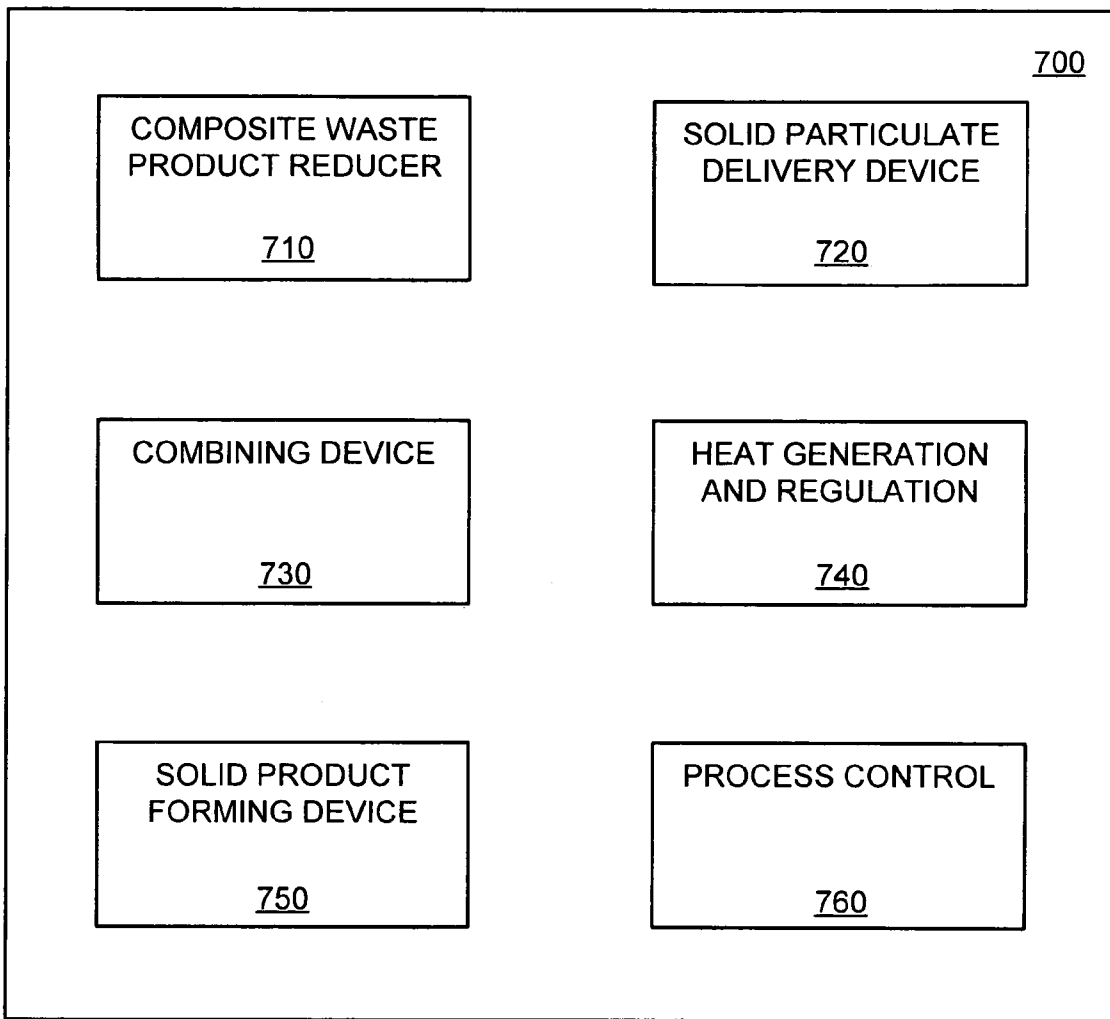 700
COMPOSITE WASTE
PRODUCT REDUCER
710
SOLID PARTICULATE
DELIVERY DEVICE
720
COMBINING DEVICE
730
HEAT GENERATION
AND REGULATION
740
SOLID PRODUCT
FORMING DEVICE
750
PROCESS CONTROL
760